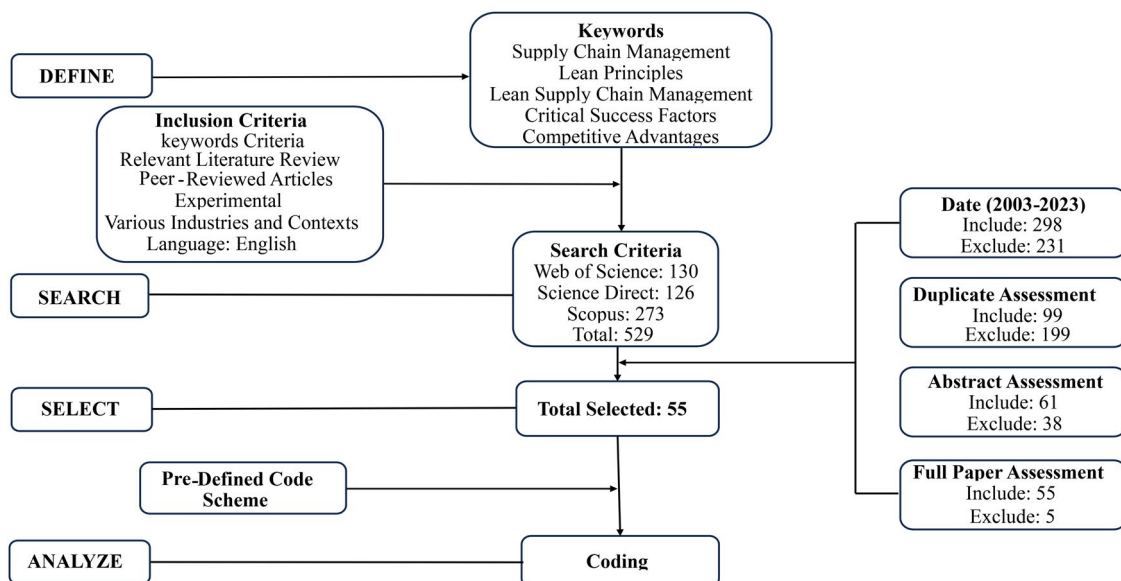 DEFINE
Keywords
Supply Chain Management
Lean Principles
Lean Supply Chain Management
Critical Success Factors
Competitive Advantages
Inclusion Criteria
keywords Criteria
Relevant Literature Review
Peer-Reviewed Articles
Experimental
Various Industries and Contexts
Language: English
SEARCH
Search Criteria
Web of Science: 130
Science Direct: 126
Scopus: 273
Total: 529
Date (2003-2023)
Include: 298
Exclude: 231
Duplicate Assessment
Include: 99
Exclude: 199
Abstract Assessment
Include: 61
Exclude: 38
Full Paper Assessment
Include: 55
Exclude: 5
SELECT
Total Selected: 55
Pre-Defined Code
Scheme
ANALYZE
Coding